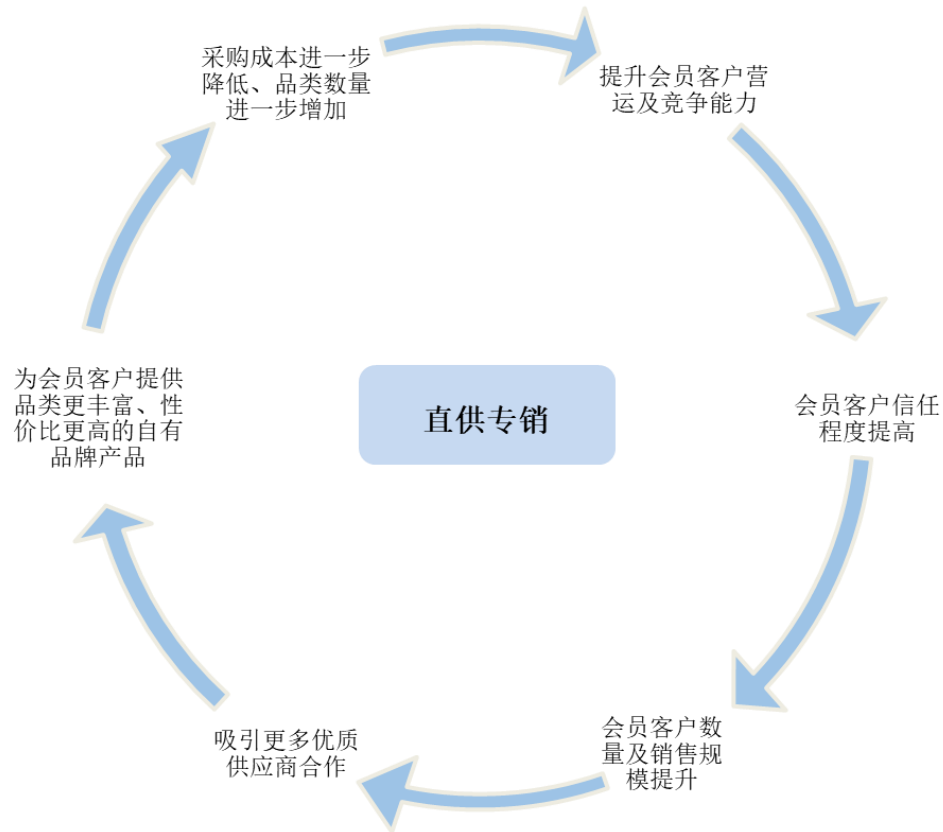 采购成本进一步
降低、品类数量
进一步增加
提升会员客户营
运及竞争能力
会员客户信任
程度提高
会员客户数
量及销售规
模提升
吸引更多优质
供应商合作
为会员客户提供
品类更丰富、性
价比更高的自有
品牌产品
直供专销